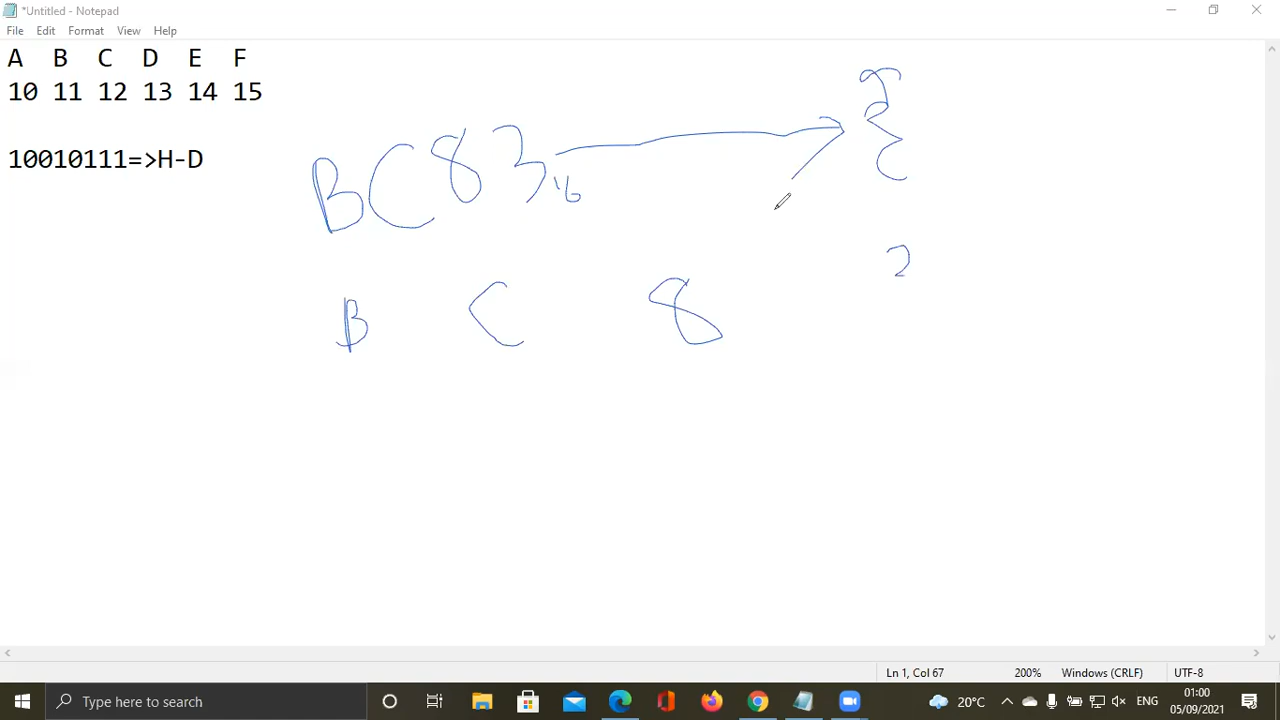 *Untitled - Notepad
File Edit Format View Help
A B C D E F
10 11 12 13 14 15
10010111=>H-D
BC83 16
2
B C 8
Ln 1, Col 67 200% Windows (CRLF) UTF-8
Type here to search
20°C ENG 01:00 05/09/2021